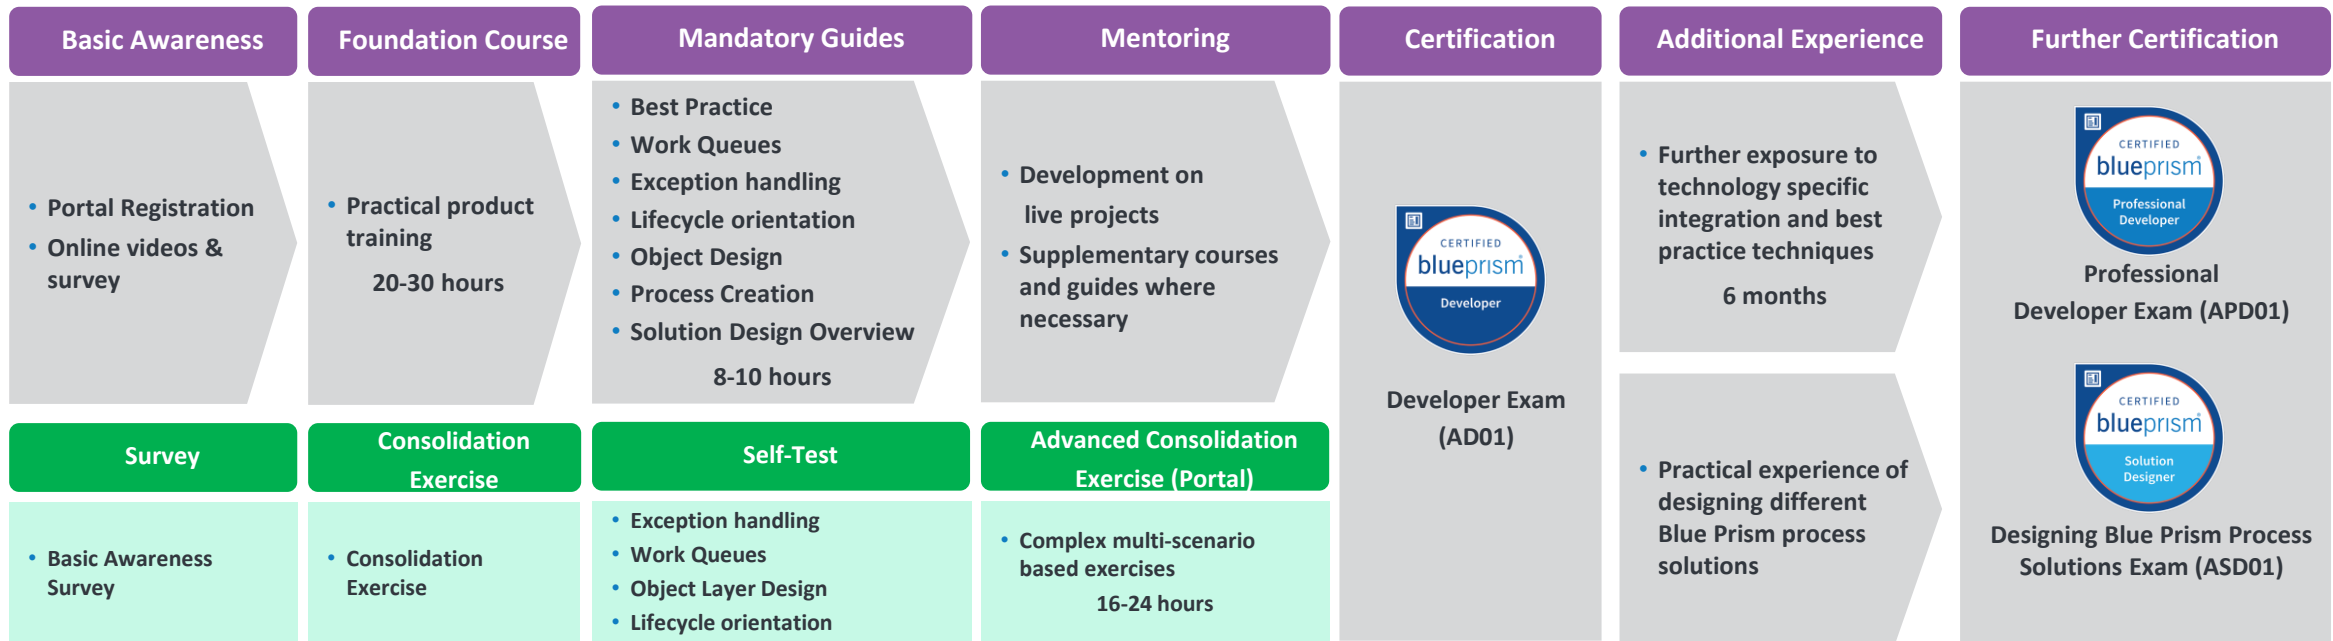 Basic Awareness
Foundation Course
Mandatory Guides
Mentoring
Certification
Additional Experience
Further Certification
• Portal Registration
• Online videos &
survey
• Practical product
training
20-30 hours
• Best Practice
• Work Queues
• Exception handling
• Lifecycle orientation
• Object Design
• Process Creation
• Solution Design Overview
8-10 hours
• Development on
live projects
• Supplementary courses
and guides where
necessary
CERTIFIED
blueprism
Developer
Developer Exam
(AD01)
• Further exposure to
technology specific
integration and best
practice techniques
6 months
• Practical experience of
designing different
Blue Prism process
solutions
CERTIFIED
blueprism
Professional
Developer
Professional
Developer Exam (APD01)
CERTIFIED
blueprism
Solution
Designer
Designing Blue Prism Process
Solutions Exam (ASD01)
Survey
Consolidation
Exercise
Self-Test
Advanced Consolidation
Exercise (Portal)
• Basic Awareness
Survey
• Consolidation
Exercise
• Exception handling
• Work Queues
• Object Layer Design
• Lifecycle orientation
• Complex multi-scenario
based exercises
16-24 hours